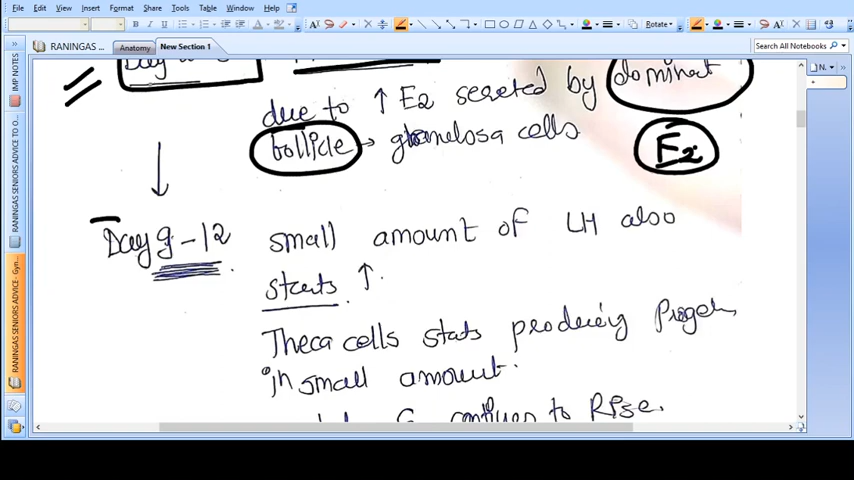 File Edit View Insert Format Share Tools Table Window Help
Rotate
RANINGAS ... Anatomy New Section 1 Search All Notebooks
IMP NOTES
RANINGAS SENIORS ADVICE TO O
RANINGAS SENIORS ADVICE - Gyn
N..
dominant
due to ↑ E2 secreted by
follicle → granulosa cells E2
Day 9-12 small amount of LH also
starts ↑
Theca cells stats producing
in small amount.
continues to Rise.